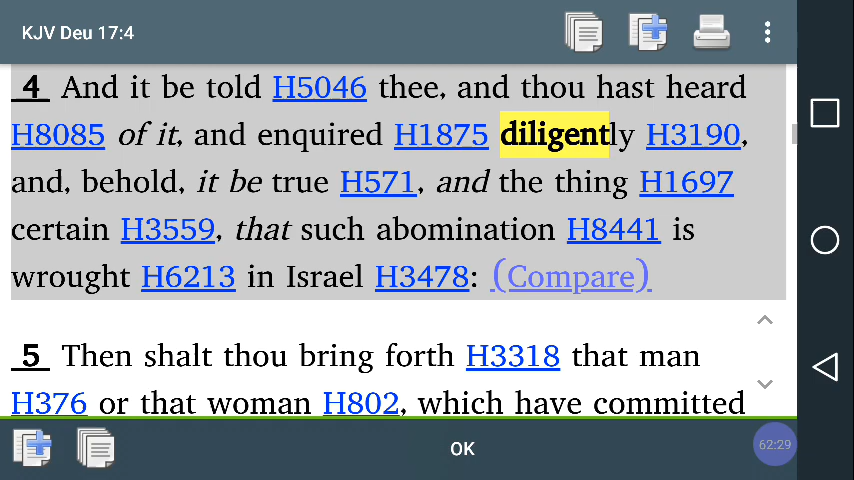 KJV Deu 17:4
4 And it be told H5046 thee, and thou hast heard
H8085 of it, and enquired H1875 diligently H3190,
and, behold, it be true H571, and the thing H1697
certain H3559, that such abomination H8441 is
wrought H6213 in Israel H3478: (Compare)
5 Then shalt thou bring forth H3318 that man
H376 or that woman H802, which have committed
OK
62:29